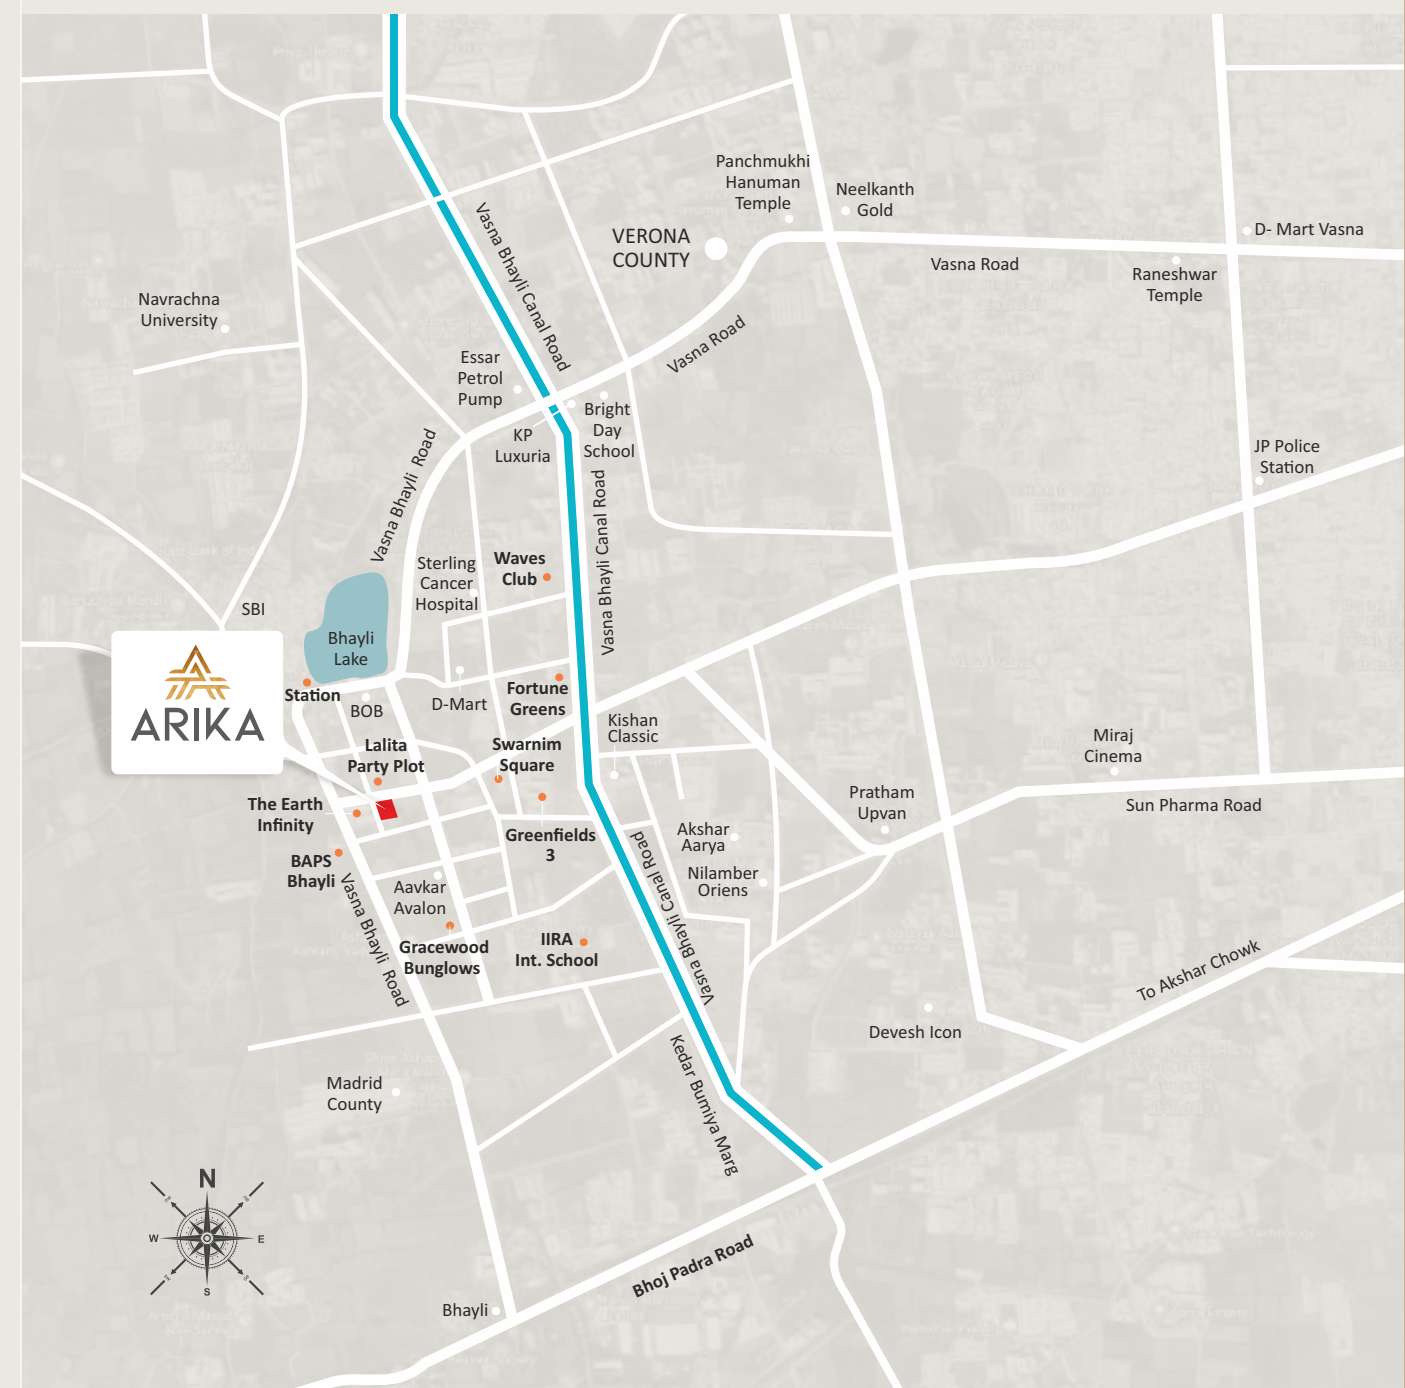 Panchmukhi
Hanuman
Temple
Neelkanth
Gold
VERONA
COUNTY
D- Mart Vasna
Vasna Road
Raneshwar
Temple
Vasna Bhayli Canal Road
Navrachna
University
Vasna Road
Essar
Petrol
Pump
KP
Luxuria
Bright
Day
School
JP Police
Station
Vasna Bhayli Road
Vasna Bhayli Canal Road
Sterling
Cancer
Hospital
Waves
Club
SBI
Bhayli
Lake
ARIKA
Station
BOB
D-Mart
Fortune
Greens
Kishan
Classic
Lalita
Party Plot
Swarnim
Square
Miraj
Cinema
The Earth
Infinity
Greenfields
3
Pratham
Upvan
Sun Pharma Road
Akshar
Aarya
Nilamber
Oriens
BAPS
Bhayli
Vasna Bhayli Road
Aavkar
Avalon
Vasna Bhayli Canal Road
Gracewood
Bunglows
IIRA
Int. School
To Akshar Chowk
Devesh Icon
Kedar Bumiya Marg
Madrid
County
N
W
E
S
Bhoj Padra Road
Bhayli